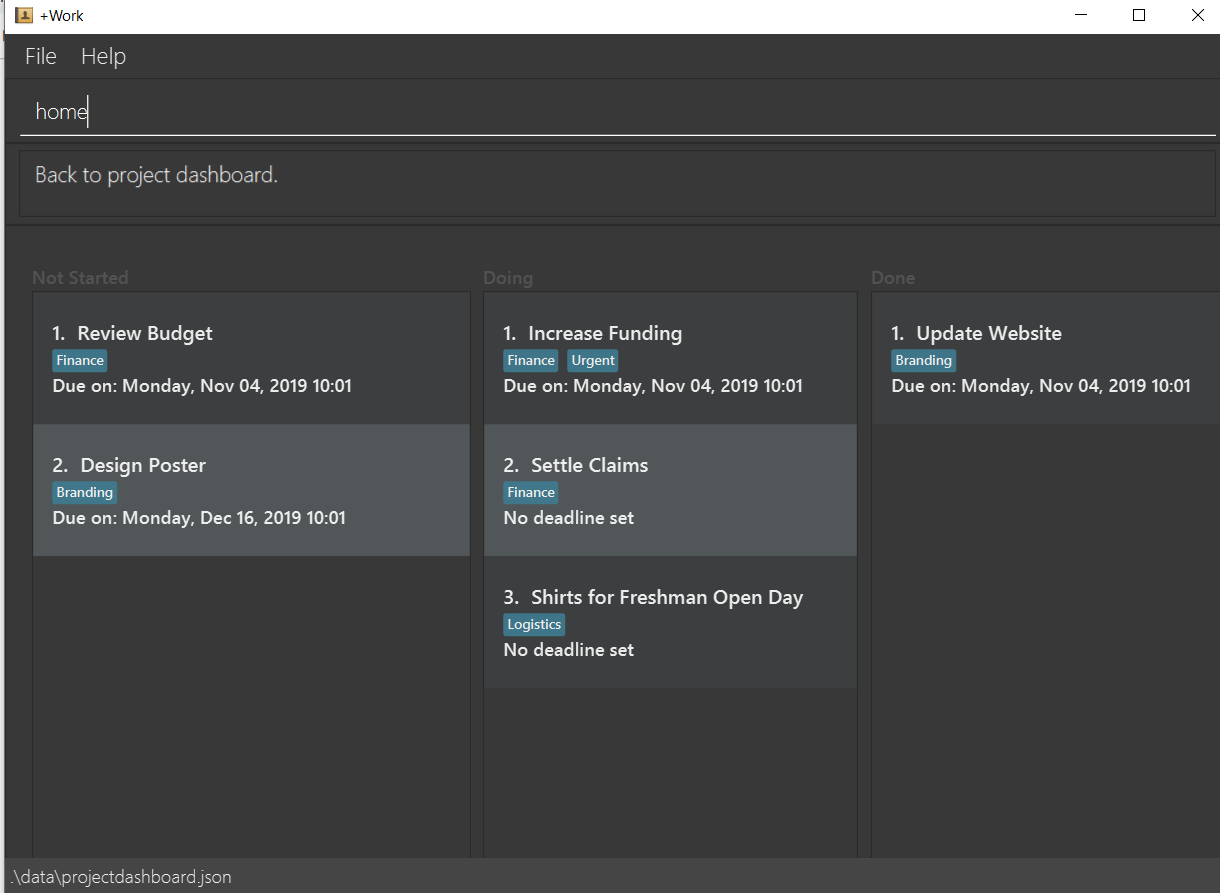 +Work
File Help
home
Back to project dashboard.
Not Started
1. Review Budget
Finance
Due on: Monday, Nov 04, 2019 10:01
2. Design Poster
Branding
Due on: Monday, Dec 16, 2019 10:01
Doing
1. Increase Funding
Finance Urgent
Due on: Monday, Nov 04, 2019 10:01
2. Settle Claims
Finance
No deadline set
3. Shirts for Freshman Open Day
Logistics
No deadline set
Done
1. Update Website
Branding
Due on: Monday, Nov 04, 2019 10:01
.\data\projectdashboard.json